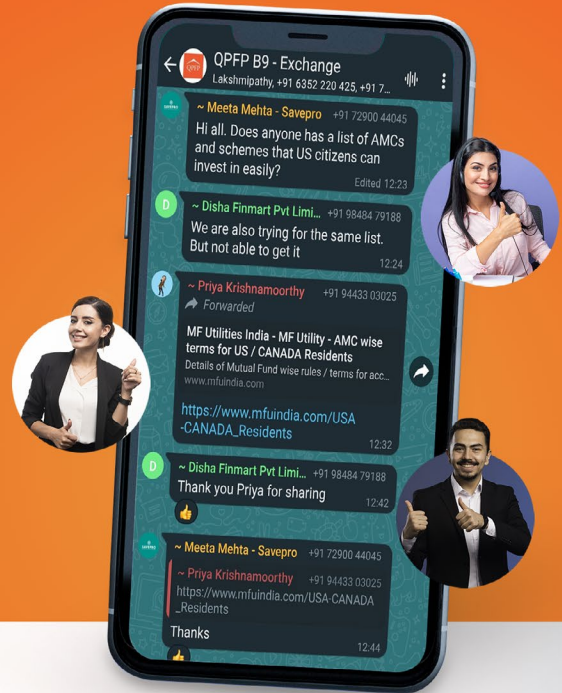 QPFP B9 - Exchange
Lakshmipathy, +91 6352 220 425, +91 7...
~ Meeta Mehta - Savepro +91 72900 44045
Hi all. Does anyone has a list of AMCs
and schemes that US citizens can
invest in easily?
Edited 12:23
D
~ Disha Finmart Pvt Limi... +91 98484 79188
We are also trying for the same list.
But not able to get it
12:24
~ Priya Krishnamoorthy +91 94433 03025
Forwarded
MF Utilities India - MF Utility - AMC wise
terms for US / CANADA Residents
Details of Mutual Fund wise rules / terms for acc...
www.mfuindia.com
https://www.mfuindia.com/USA
-CANADA_Residents
12:32
D
~ Disha Finmart Pvt Limi... +91 98484 79188
Thank you Priya for sharing
12:42
~ Meeta Mehta - Savepro +91 72900 44045
~ Priya Krishnamoorthy +91 94433 03025
https://www.mfuindia.com/USA-CANADA
_Residents
Thanks
12:44